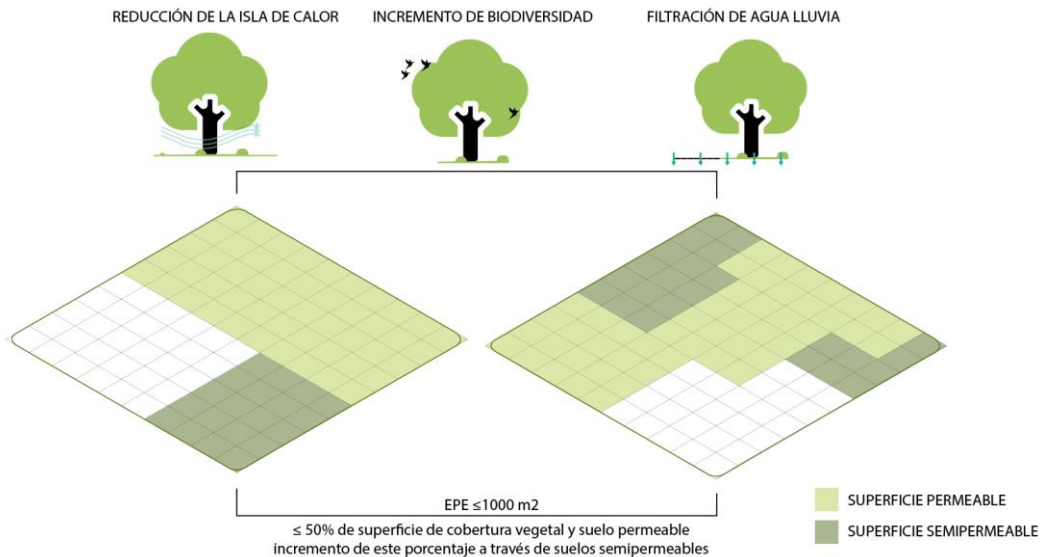 REDUCCIÓN DE LA ISLA DE CALOR
INCREMENTO DE BIODIVERSIDAD
FILTRACIÓN DE AGUA LLUVIA
EPE ≤1000 m2
≤ 50% de superficie de cobertura vegetal y suelo permeable
incremento de este porcentaje a través de suelos semipermeables
SUPERFICIE PERMEABLE
SUPERFICIE SEMIPERMEABLE